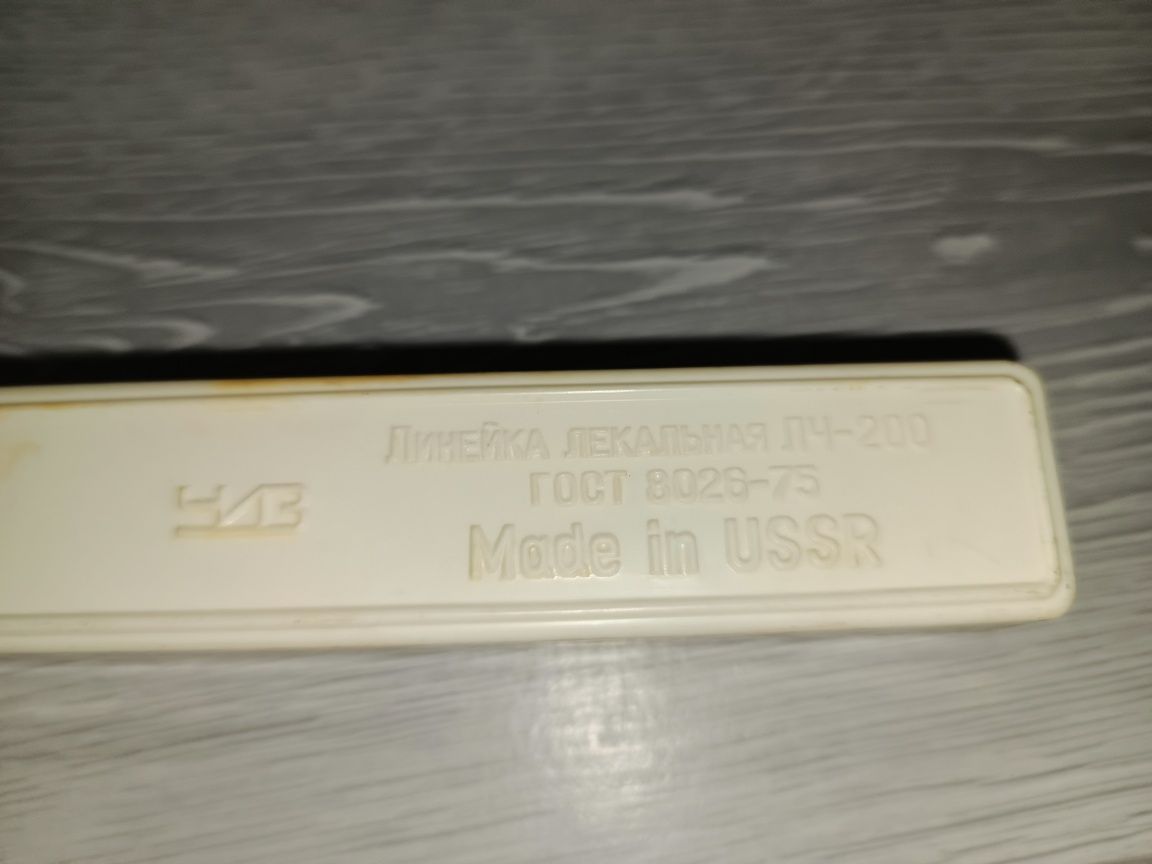 ЛИНЕЙКА ЛЕКАЛЬНАЯ ЛЧ-200
ГОСТ 8026-75
Made in USSR